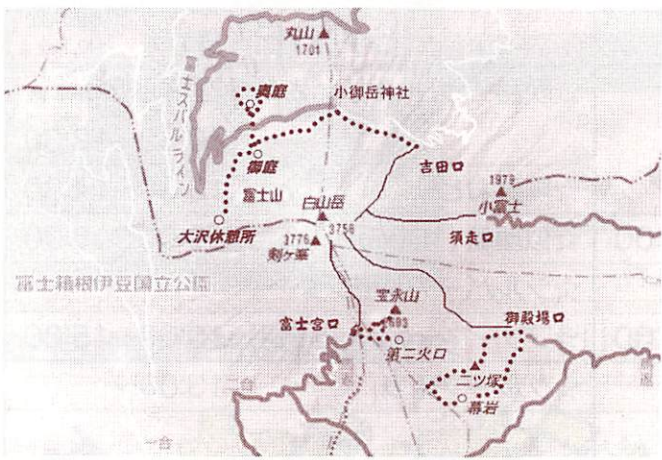 丸山
1701
富士スバルライン
奥庭
小御岳神社
御庭
吉田口
1979
小富士
富士山
白山岳
3756
須走口
大沢休憩所
3776
剣ヶ峯
富士箱根伊豆国立公園
宝永山
2693
富士宮口
御殿場口
第二火口
二ツ塚
幕岩
二合
一合